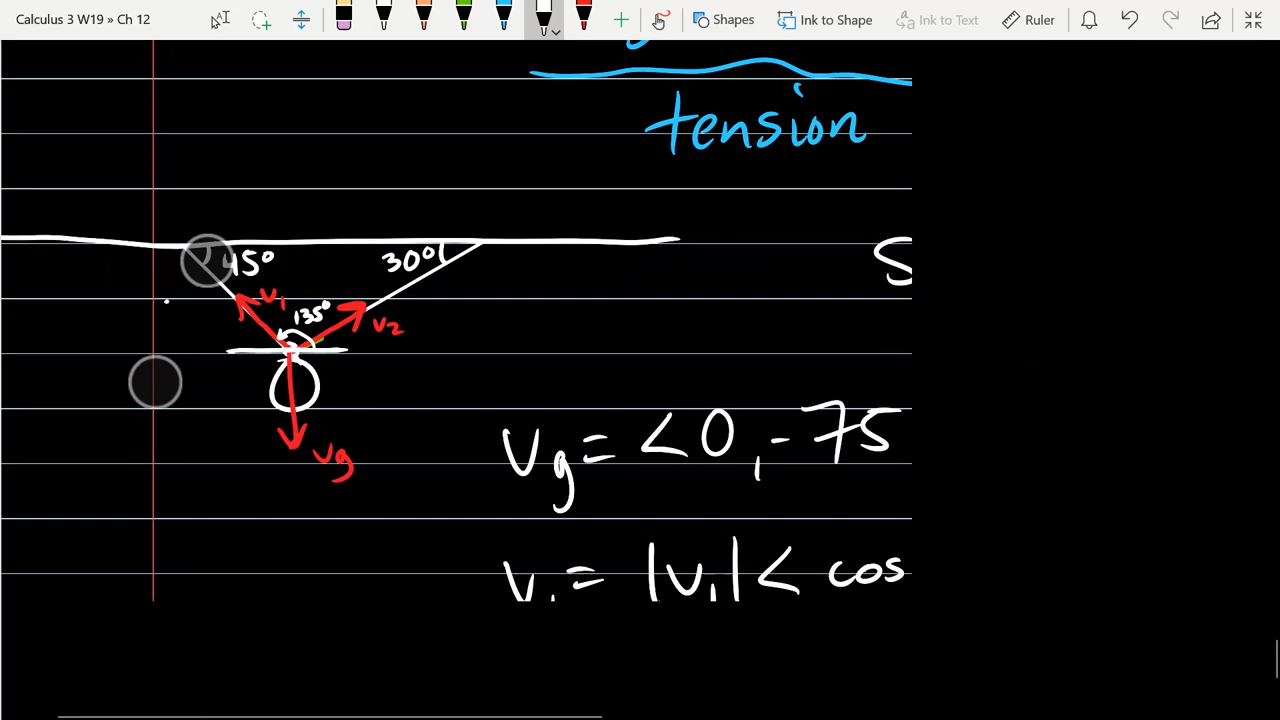 Calculus 3 W19 » Ch 12
Shapes
Ink to Shape
Ink to Text
Ruler
tension
45° 30°
S
v1 135° v2
vg = <0, -75
vg
v1 = |v1| < cos